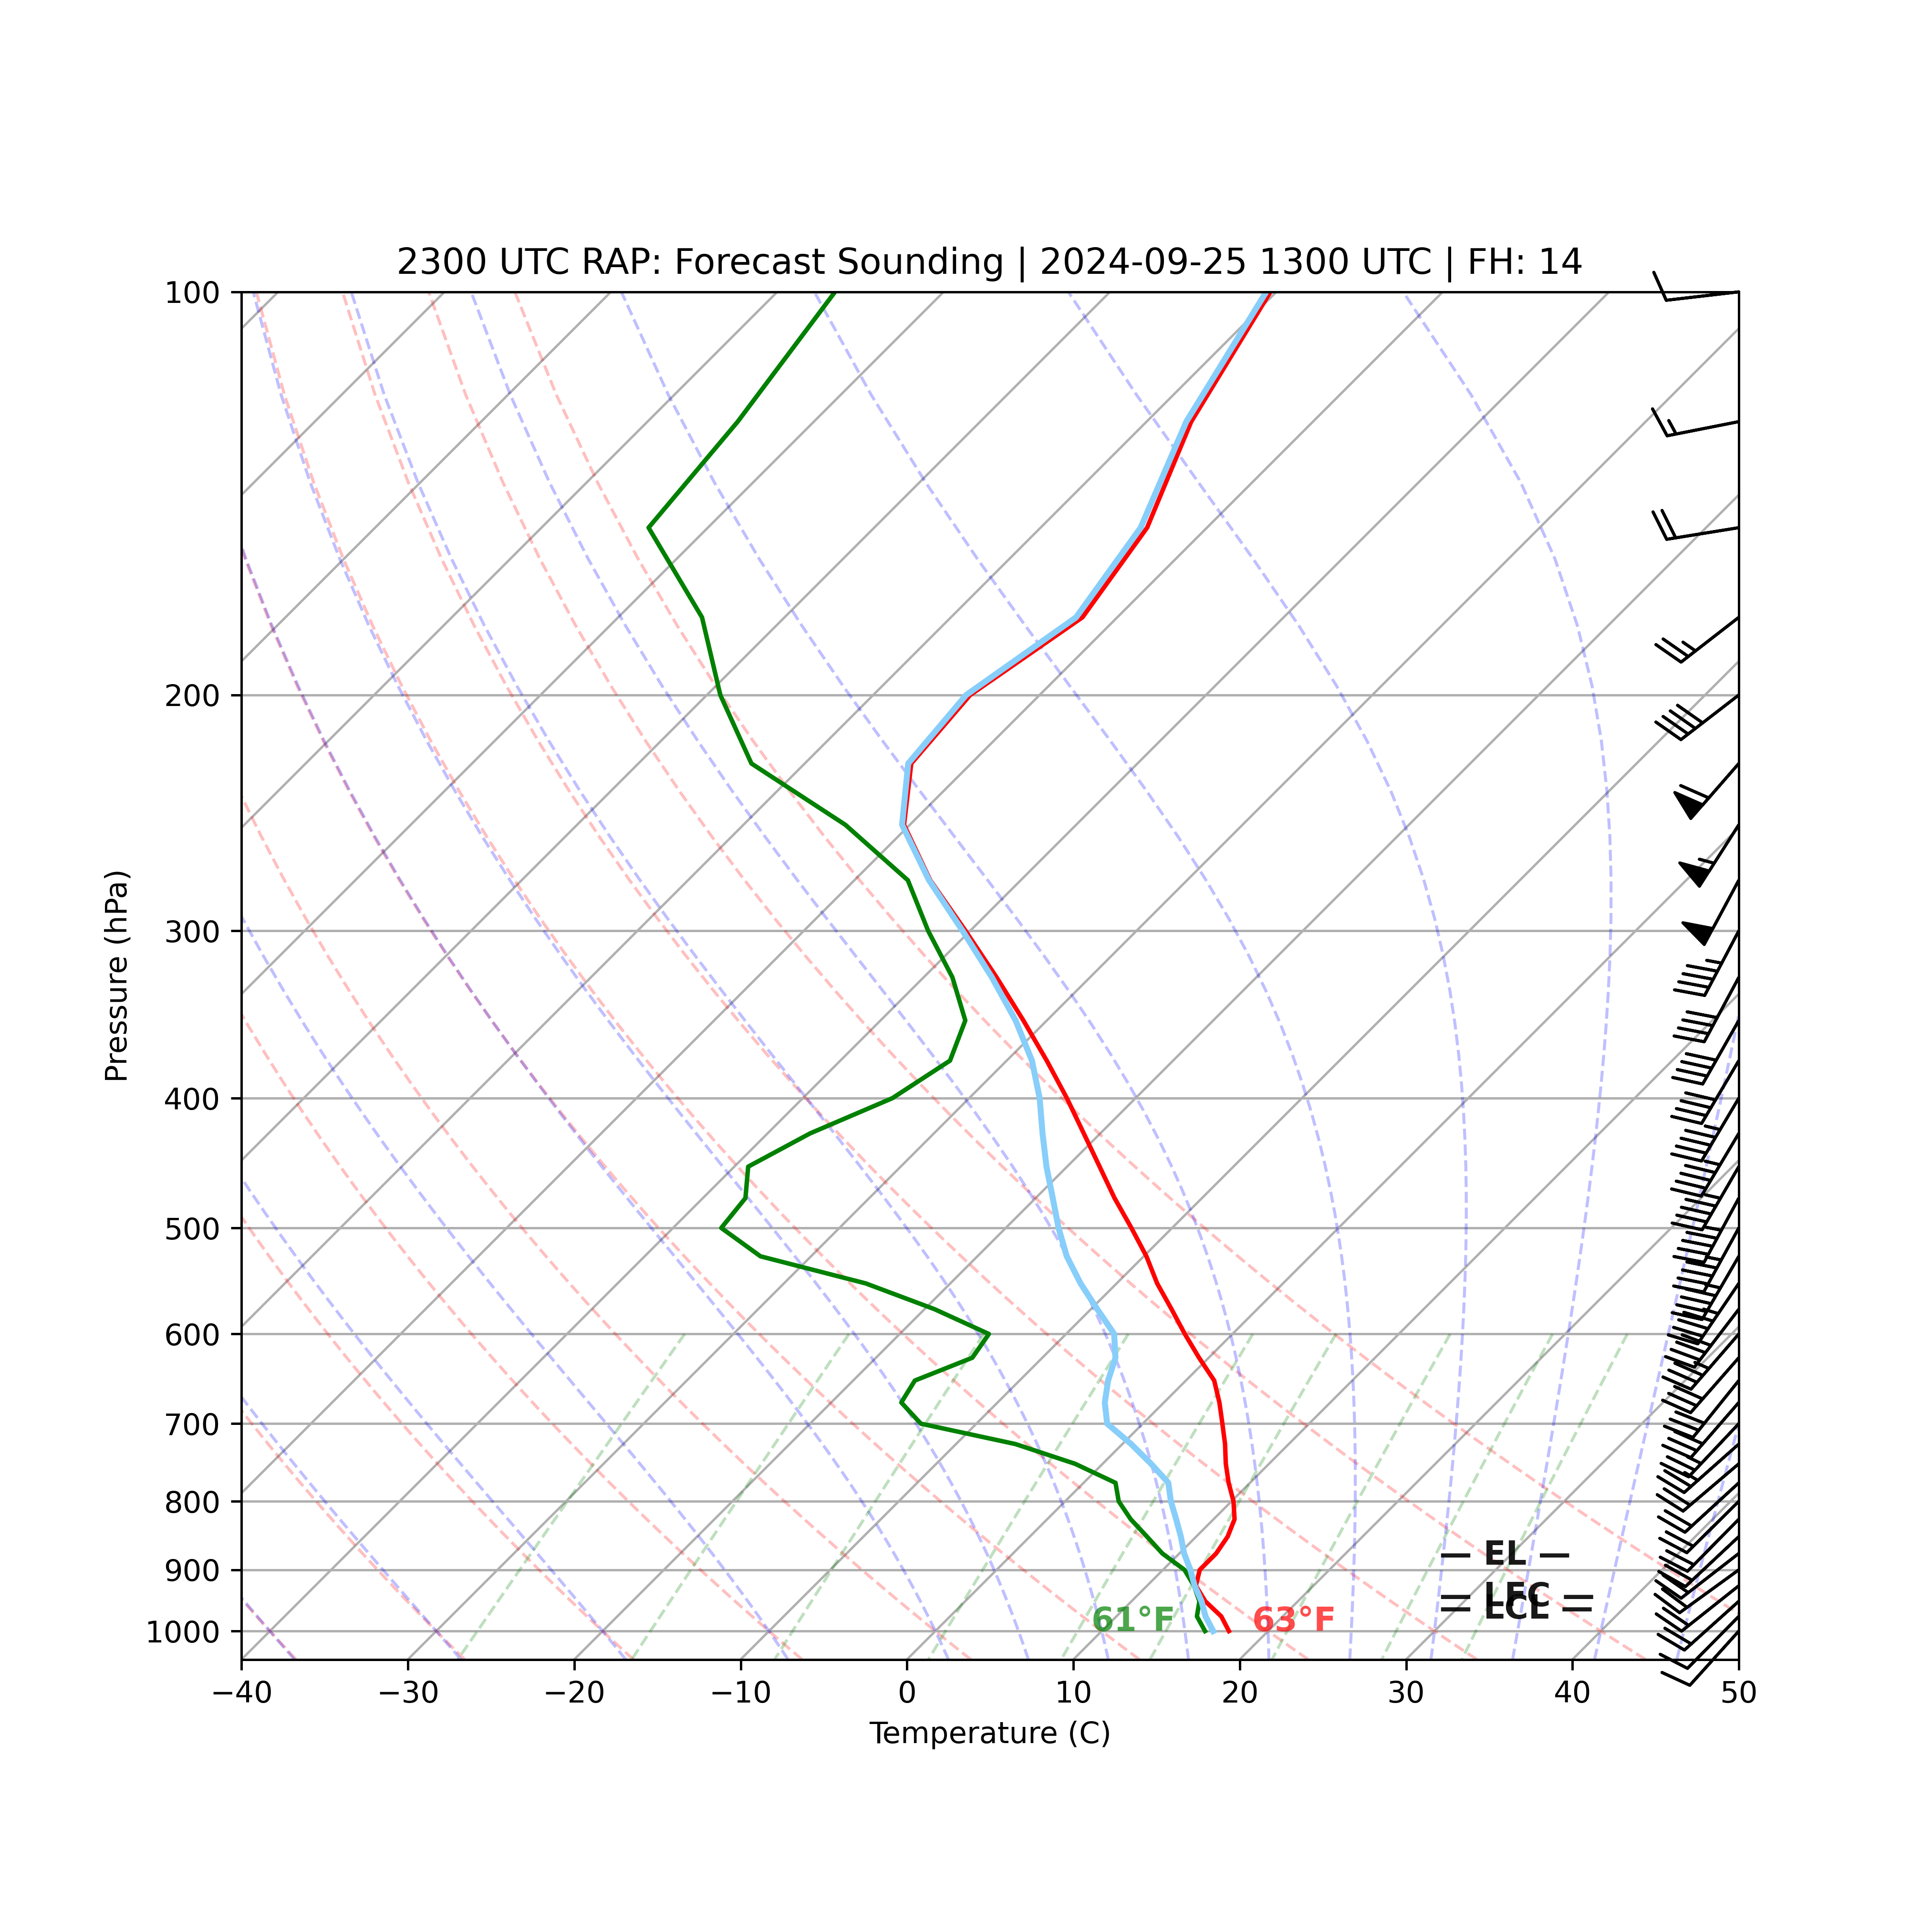 2300 UTC RAP: Forecast Sounding | 2024-09-25 1300 UTC | FH: 14
100
200
300
400
500
600
700
800
900
1000
Pressure (hPa)
— EL —
— LFC —
— LCL —
61°F
63°F
−40 −30 −20 −10 0 10 20 30 40 50
Temperature (C)